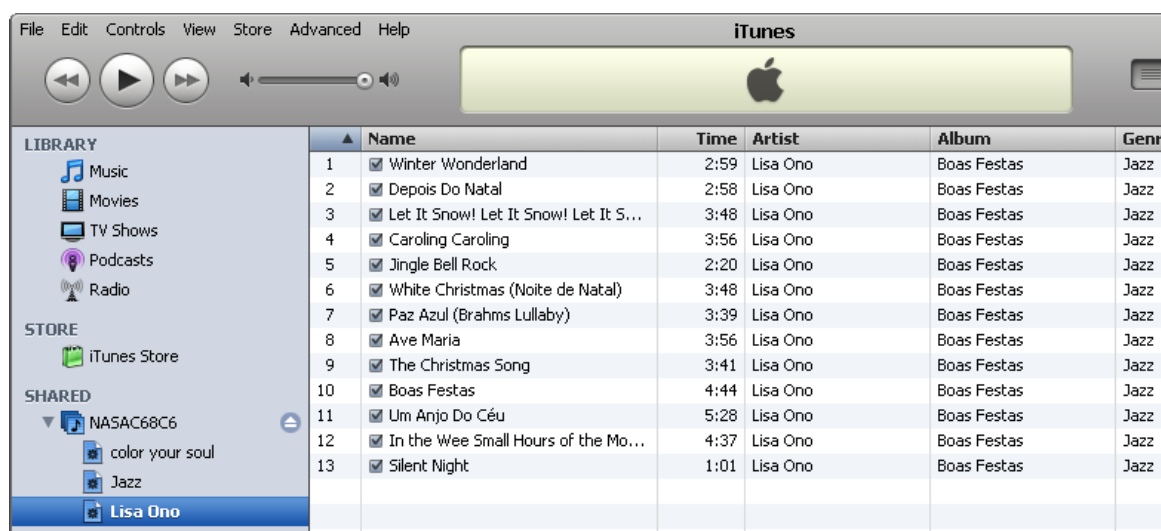 File Edit Controls View Store Advanced Help
iTunes
LIBRARY
Music
Movies
TV Shows
Podcasts
Radio
STORE
iTunes Store
SHARED
NASAC68C6
color your soul
Jazz
Lisa Ono
Name Time Artist Album Genr
1 Winter Wonderland 2:59 Lisa Ono Boas Festas Jazz
2 Depois Do Natal 2:58 Lisa Ono Boas Festas Jazz
3 Let It Snow! Let It Snow! Let It S... 3:48 Lisa Ono Boas Festas Jazz
4 Caroling Caroling 3:56 Lisa Ono Boas Festas Jazz
5 Jingle Bell Rock 2:20 Lisa Ono Boas Festas Jazz
6 White Christmas (Noite de Natal) 3:48 Lisa Ono Boas Festas Jazz
7 Paz Azul (Brahms Lullaby) 3:39 Lisa Ono Boas Festas Jazz
8 Ave Maria 3:56 Lisa Ono Boas Festas Jazz
9 The Christmas Song 3:41 Lisa Ono Boas Festas Jazz
10 Boas Festas 4:44 Lisa Ono Boas Festas Jazz
11 Um Anjo Do Céu 5:28 Lisa Ono Boas Festas Jazz
12 In the Wee Small Hours of the Mo... 4:37 Lisa Ono Boas Festas Jazz
13 Silent Night 1:01 Lisa Ono Boas Festas Jazz